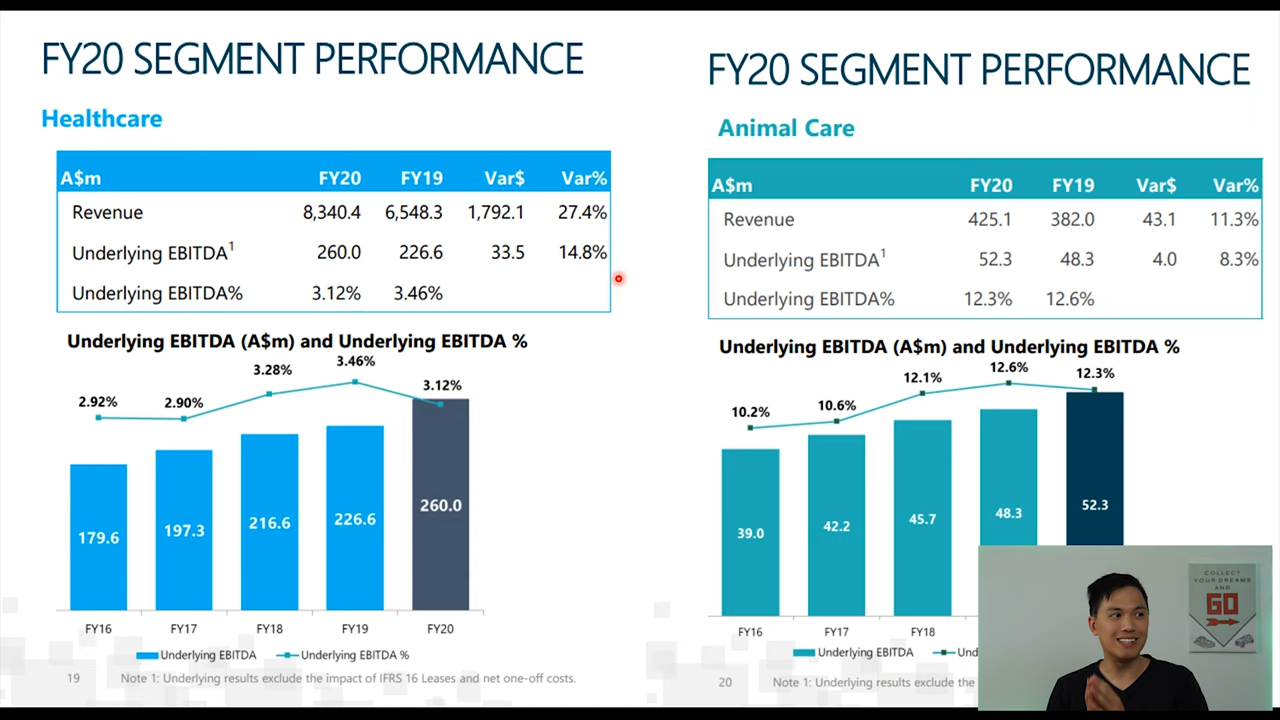 FY20 SEGMENT PERFORMANCE
Healthcare
A$m FY20 FY19 Var$ Var%
Revenue 8,340.4 6,548.3 1,792.1 27.4%
Underlying EBITDA1 260.0 226.6 33.5 14.8%
Underlying EBITDA% 3.12% 3.46%
Underlying EBITDA (A$m) and Underlying EBITDA %
2.92% 2.90% 3.28% 3.46% 3.12%
179.6 197.3 216.6 226.6 260.0
FY16 FY17 FY18 FY19 FY20
Underlying EBITDA Underlying EBITDA %
19 Note 1: Underlying results exclude the impact of IFRS 16 Leases and net one-off costs.
FY20 SEGMENT PERFORMANCE
Animal Care
A$m FY20 FY19 Var$ Var%
Revenue 425.1 382.0 43.1 11.3%
Underlying EBITDA1 52.3 48.3 4.0 8.3%
Underlying EBITDA% 12.3% 12.6%
Underlying EBITDA (A$m) and Underlying EBITDA %
10.2% 10.6% 12.1% 12.6% 12.3%
39.0 42.2 45.7 48.3 52.3
FY16 FY17 FY18
Underlying EBITDA Und
20 Note 1: Underlying results exclude the
COLLECT
YOUR DREAMS
AND
GO